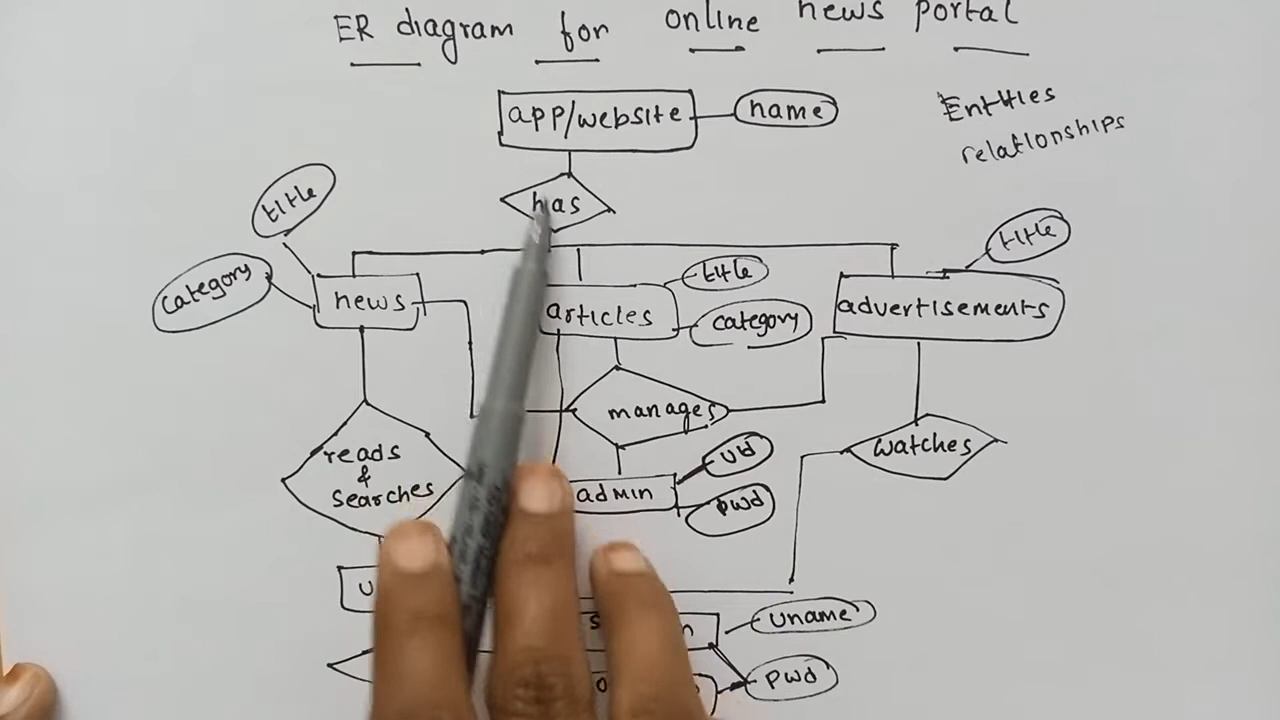 ER diagram for online news portal
Entities
relationships
app/website
name
has
title
category
news
articles
title
category
advertisements
title
reads
&
searches
manages
watches
admin
uid
pwd
uname
pwd